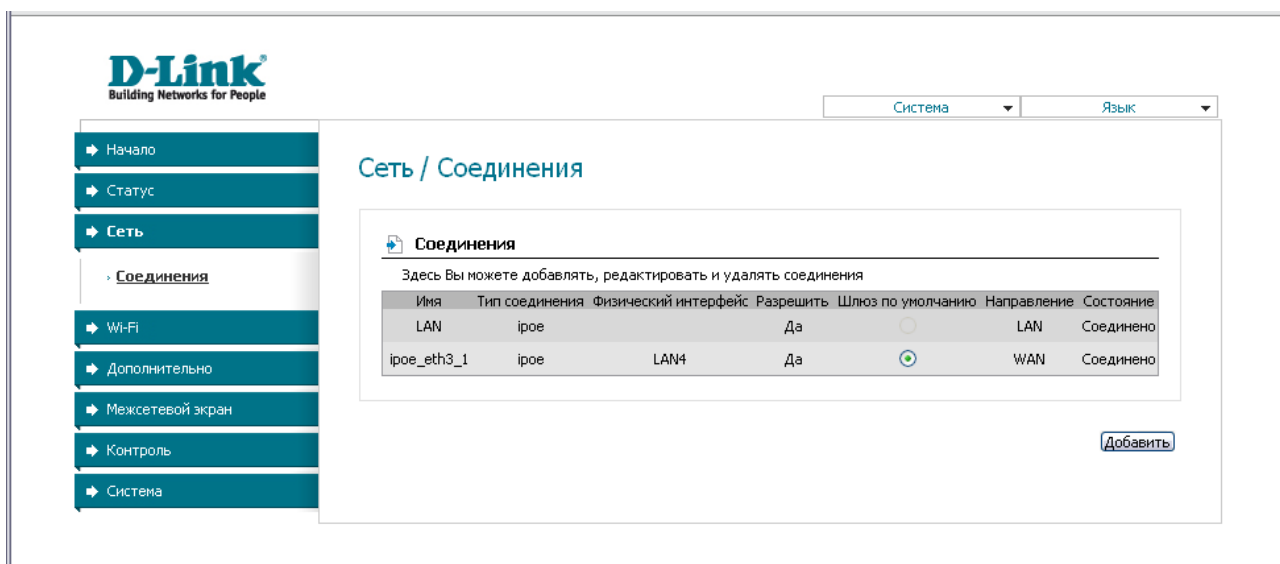 D-Link
Building Networks for People
Система Язык
Начало
Статус
Сеть
Соединения
Wi-Fi
Дополнительно
Межсетевой экран
Контроль
Система
Сеть / Соединения
Соединения
Здесь Вы можете добавлять, редактировать и удалять соединения
Имя Тип соединения Физический интерфейс Разрешить Шлюз по умолчанию Направление Состояние
LAN ipoe Да LAN Соединено
ipoe_eth3_1 ipoe LAN4 Да WAN Соединено
Добавить